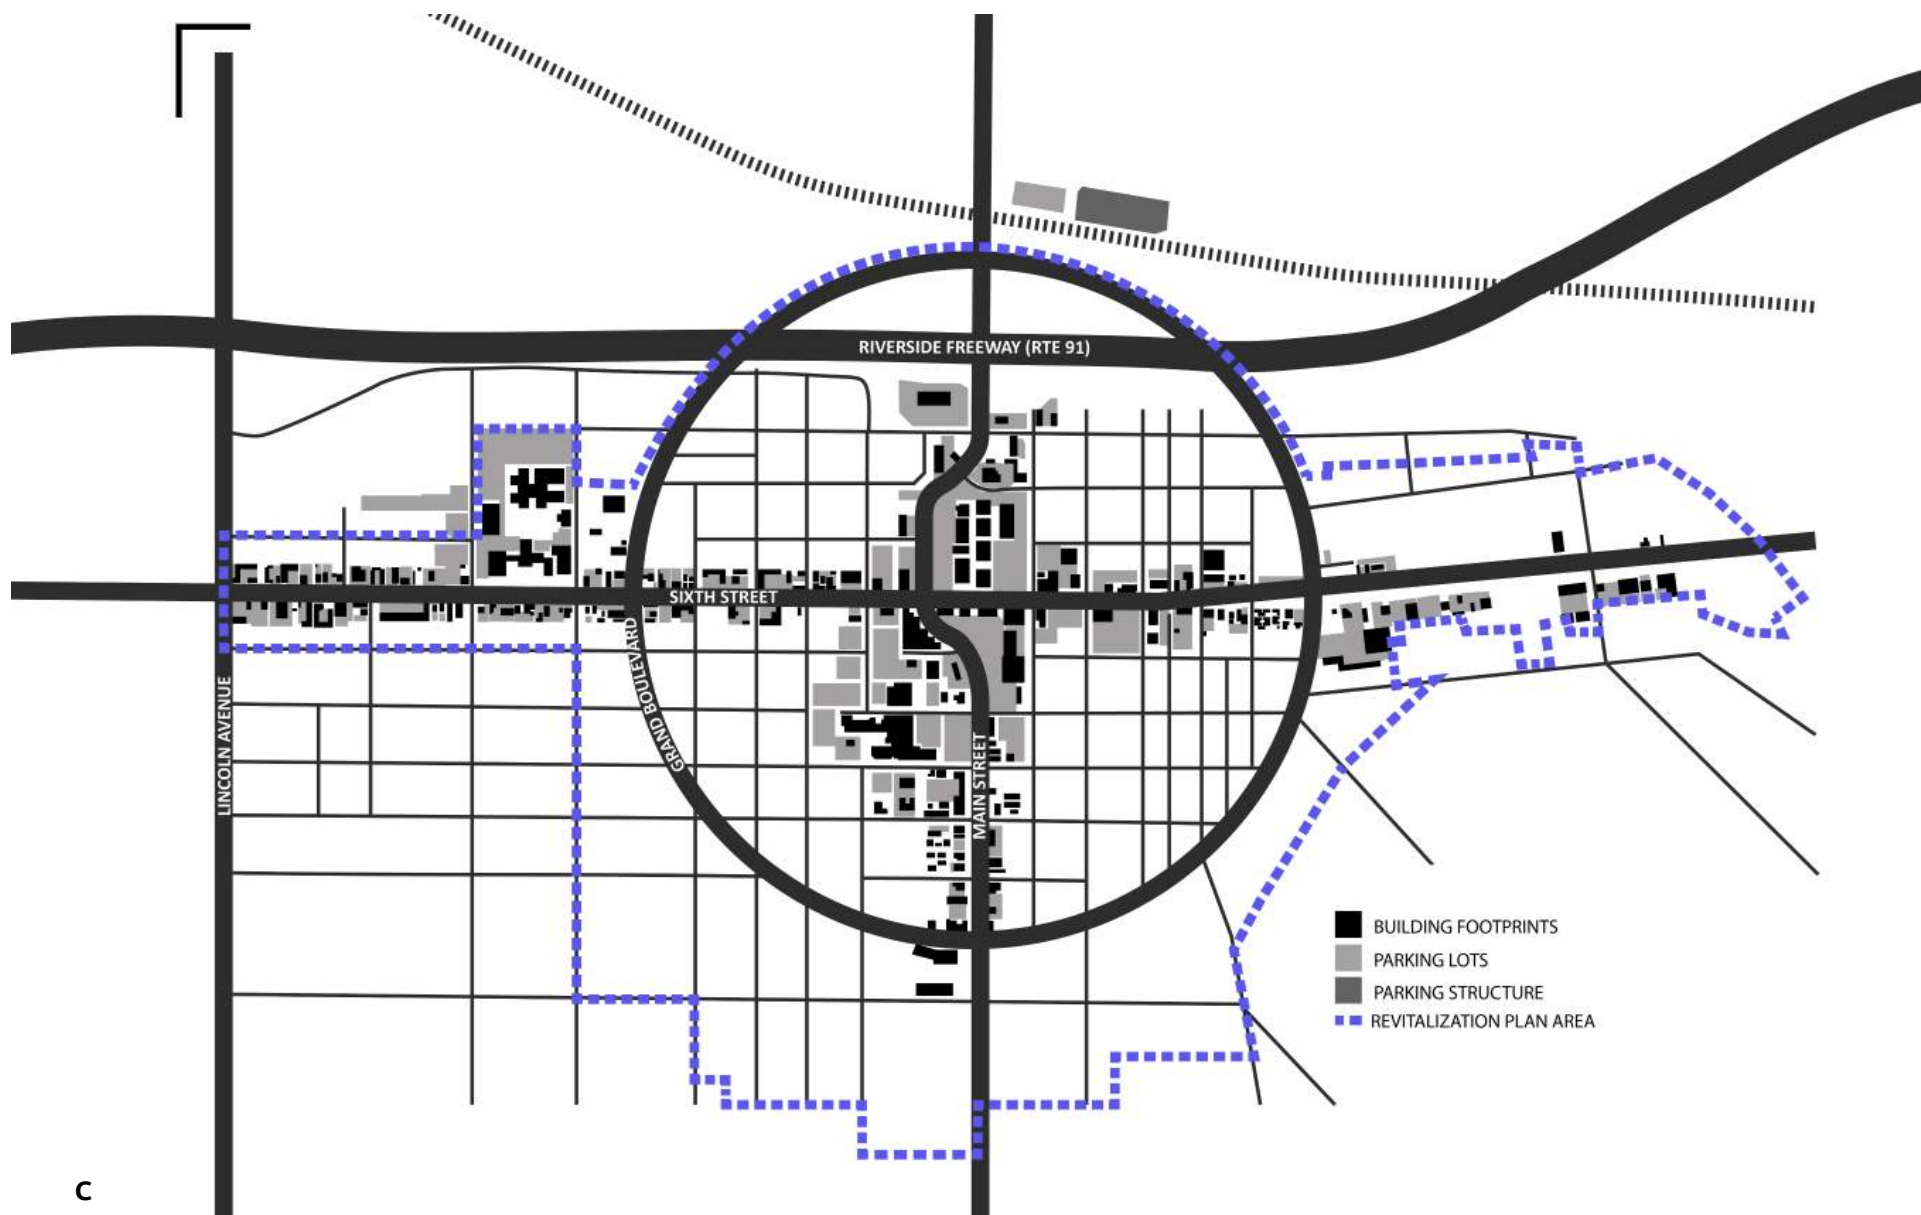 RIVERSIDE FREEWAY (RTE 91)
SIXTH STREET
GRAND BOULEVARD
LINCOLN AVENUE
MAIN STREET
BUILDING FOOTPRINTS
PARKING LOTS
PARKING STRUCTURE
REVITALIZATION PLAN AREA
C